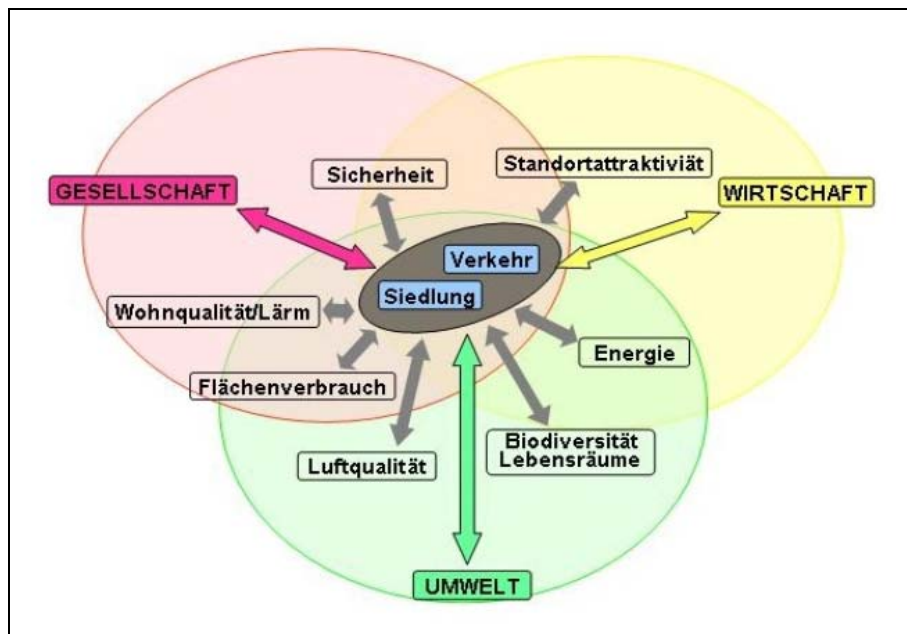 Standortattraktiviät
Sicherheit
GESELLSCHAFT
WIRTSCHAFT
Verkehr
Siedlung
Wohnqualität/Lärm
Energie
Flächenverbrauch
Biodiversität
Lebensräume
Luftqualität
UMWELT